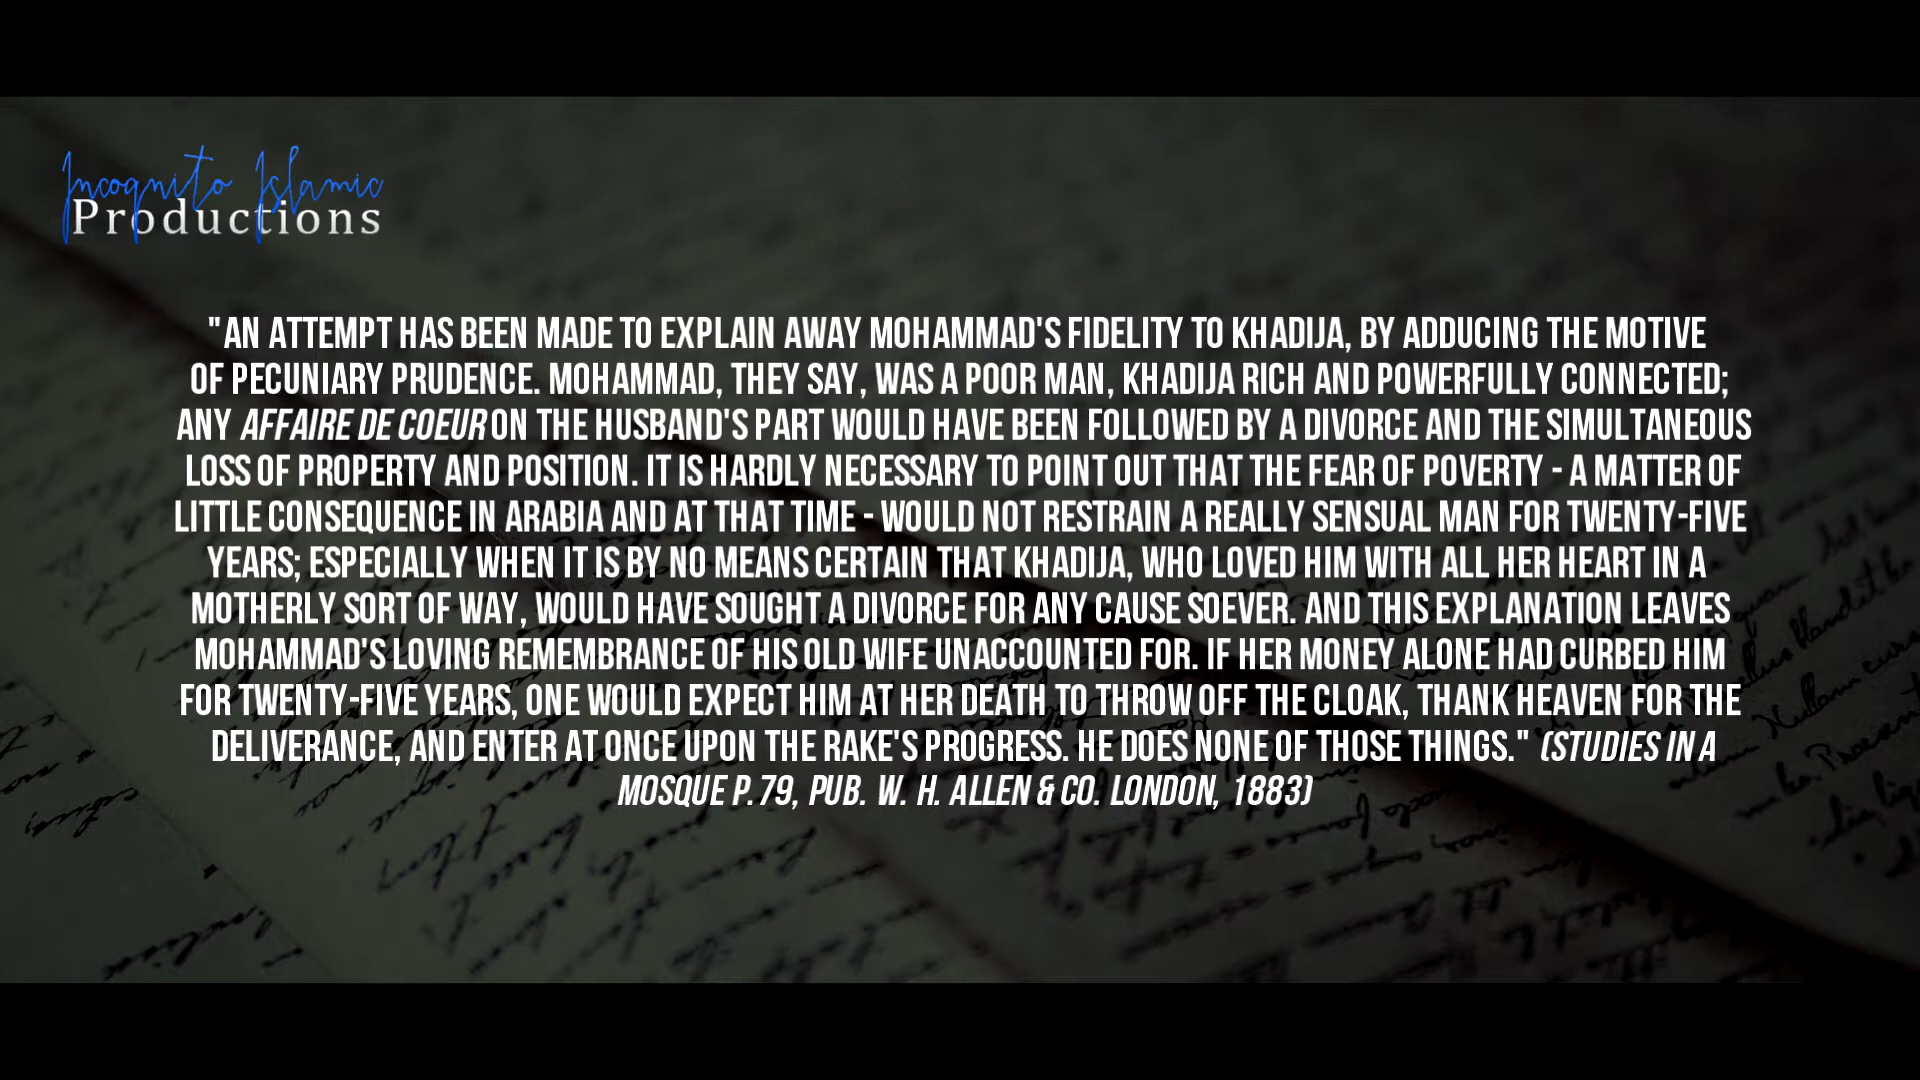 Incognito Islamic
Productions
"AN ATTEMPT HAS BEEN MADE TO EXPLAIN AWAY MOHAMMAD'S FIDELITY TO KHADIJA, BY ADDUCING THE MOTIVE
OF PECUNIARY PRUDENCE. MOHAMMAD, THEY SAY, WAS A POOR MAN, KHADIJA RICH AND POWERFULLY CONNECTED;
ANY AFFAIRE DE COEUR ON THE HUSBAND'S PART WOULD HAVE BEEN FOLLOWED BY A DIVORCE AND THE SIMULTANEOUS
LOSS OF PROPERTY AND POSITION. IT IS HARDLY NECESSARY TO POINT OUT THAT THE FEAR OF POVERTY - A MATTER OF
LITTLE CONSEQUENCE IN ARABIA AND AT THAT TIME - WOULD NOT RESTRAIN A REALLY SENSUAL MAN FOR TWENTY-FIVE
YEARS; ESPECIALLY WHEN IT IS BY NO MEANS CERTAIN THAT KHADIJA, WHO LOVED HIM WITH ALL HER HEART IN A
MOTHERLY SORT OF WAY, WOULD HAVE SOUGHT A DIVORCE FOR ANY CAUSE SOEVER. AND THIS EXPLANATION LEAVES
MOHAMMAD'S LOVING REMEMBRANCE OF HIS OLD WIFE UNACCOUNTED FOR. IF HER MONEY ALONE HAD CURBED HIM
FOR TWENTY-FIVE YEARS, ONE WOULD EXPECT HIM AT HER DEATH TO THROW OFF THE CLOAK, THANK HEAVEN FOR THE
DELIVERANCE, AND ENTER AT ONCE UPON THE RAKE'S PROGRESS. HE DOES NONE OF THOSE THINGS." (STUDIES IN A
MOSQUE P.79, PUB. W. H. ALLEN & CO. LONDON, 1883)